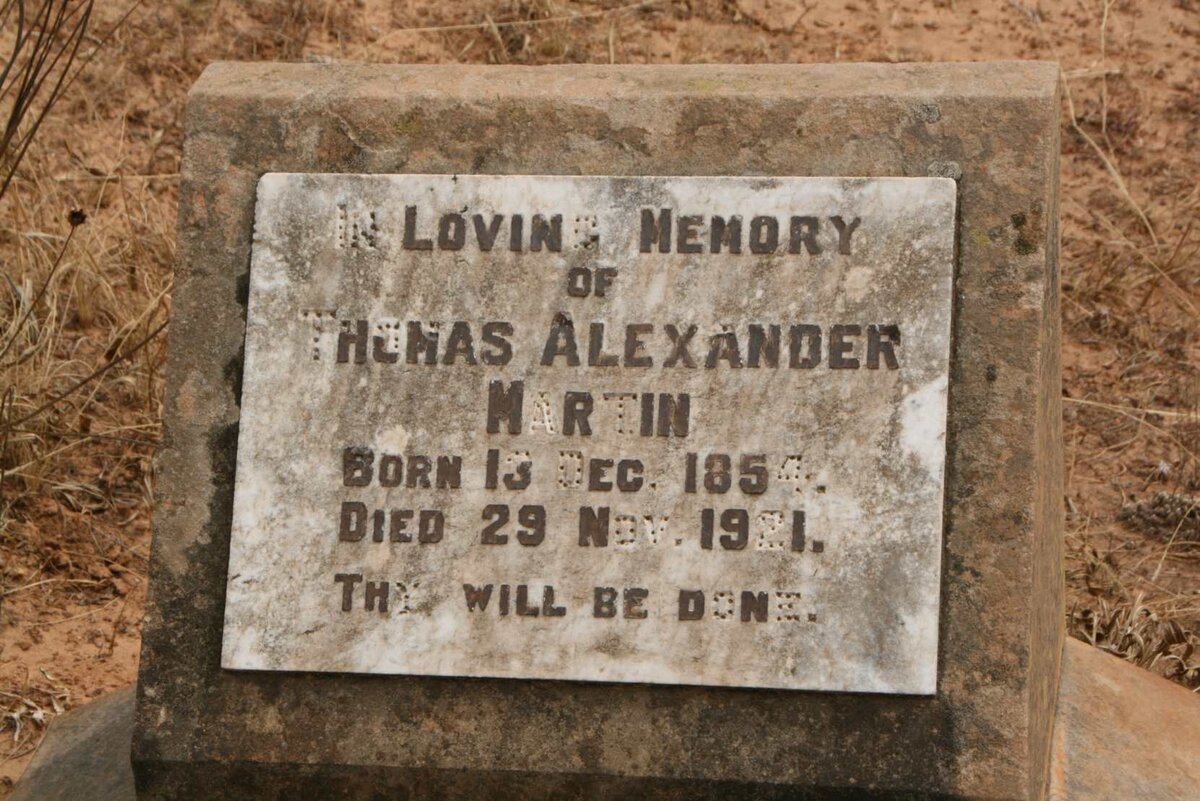 IN LOVING MEMORY
OF
THOMAS ALEXANDER
MARTIN
BORN 13 DEC. 1854.
DIED 29 NOV. 1921.
THY WILL BE DONE.